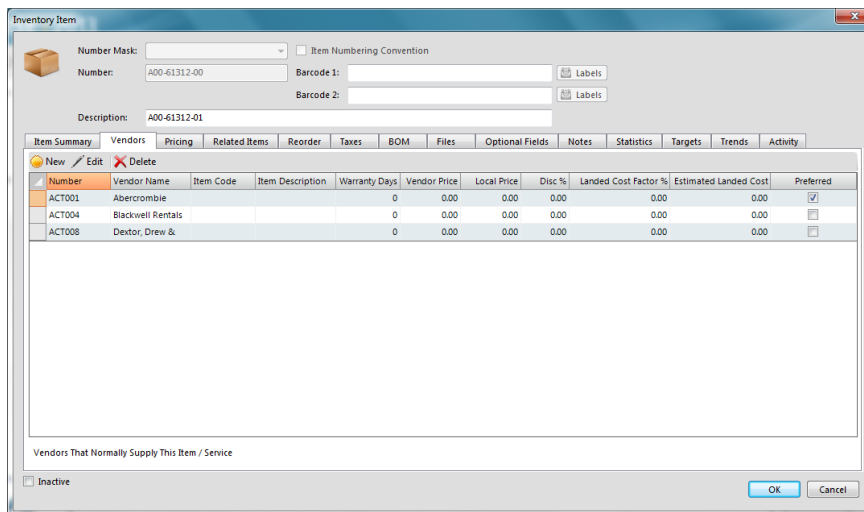 Inventory Item
x
Number Mask:
Item Numbering Convention
Number: A00-61312-00 Barcode 1: Labels
Barcode 2: Labels
Description: A00-61312-01
Item Summary Vendors Pricing Related Items Reorder Taxes BOM Files Optional Fields Notes Statistics Targets Trends Activity
New Edit Delete
Number Vendor Name Item Code Item Description Warranty Days Vendor Price Local Price Disc % Landed Cost Factor % Estimated Landed Cost Preferred
ACT001 Abercrombie 0 0.00 0.00 0.00 0.00 0.00
ACT004 Blackwell Rentals 0 0.00 0.00 0.00 0.00 0.00
ACT008 Dextor, Drew & 0 0.00 0.00 0.00 0.00 0.00
Vendors That Normally Supply This Item / Service
Inactive
OK Cancel